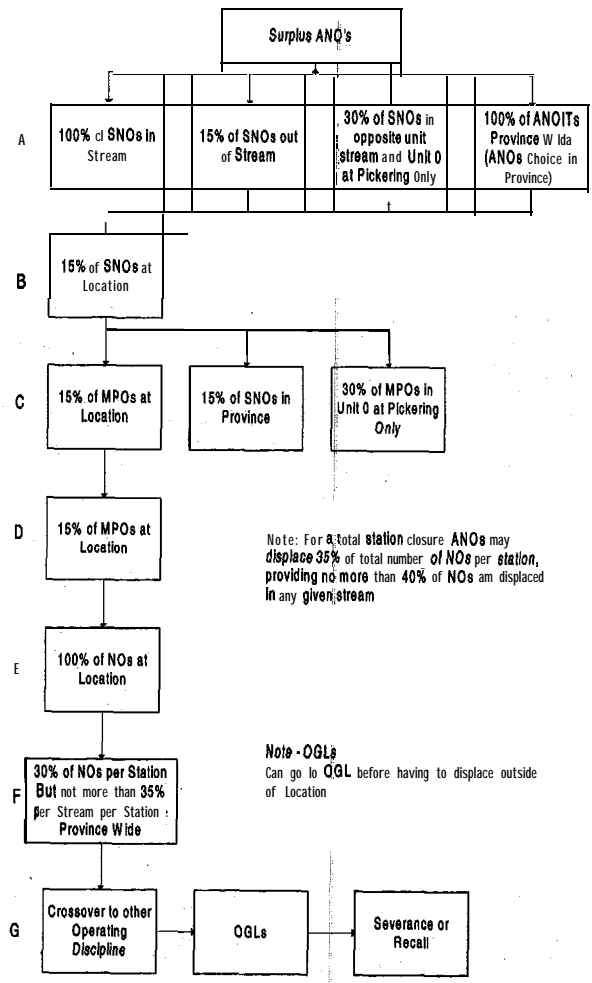 Surplus ANO's
A
100% cl SNOs in
Stream
15% of SNOs out
of Stream
30% of SNOs in
opposite unit
stream and Unit 0
at Pickering Only
100% of ANOITs
Province W Ida
(ANOs Choice in
Province)
B
15% of SNOs at
Location
C
15% of MPOs at
Location
15% of SNOs in
Province
30% of MPOs in
Unit 0 at Pickering
Only
D
15% of MPOs at
Location
Note: For a total station closure ANOs may
displace 35% of total number of NOs per station,
providing no more than 40% of NOs am displaced
in any given stream
E
100% of NOs at
Location
Note - OGLs
Can go lo OGL before having to displace outside
of Location
F
30% of NOs per Station
But not more than 35%
per Stream per Station :
Province Wide
G
Crossover to other
Operating
Discipline
OGLs
Severance or
Recall